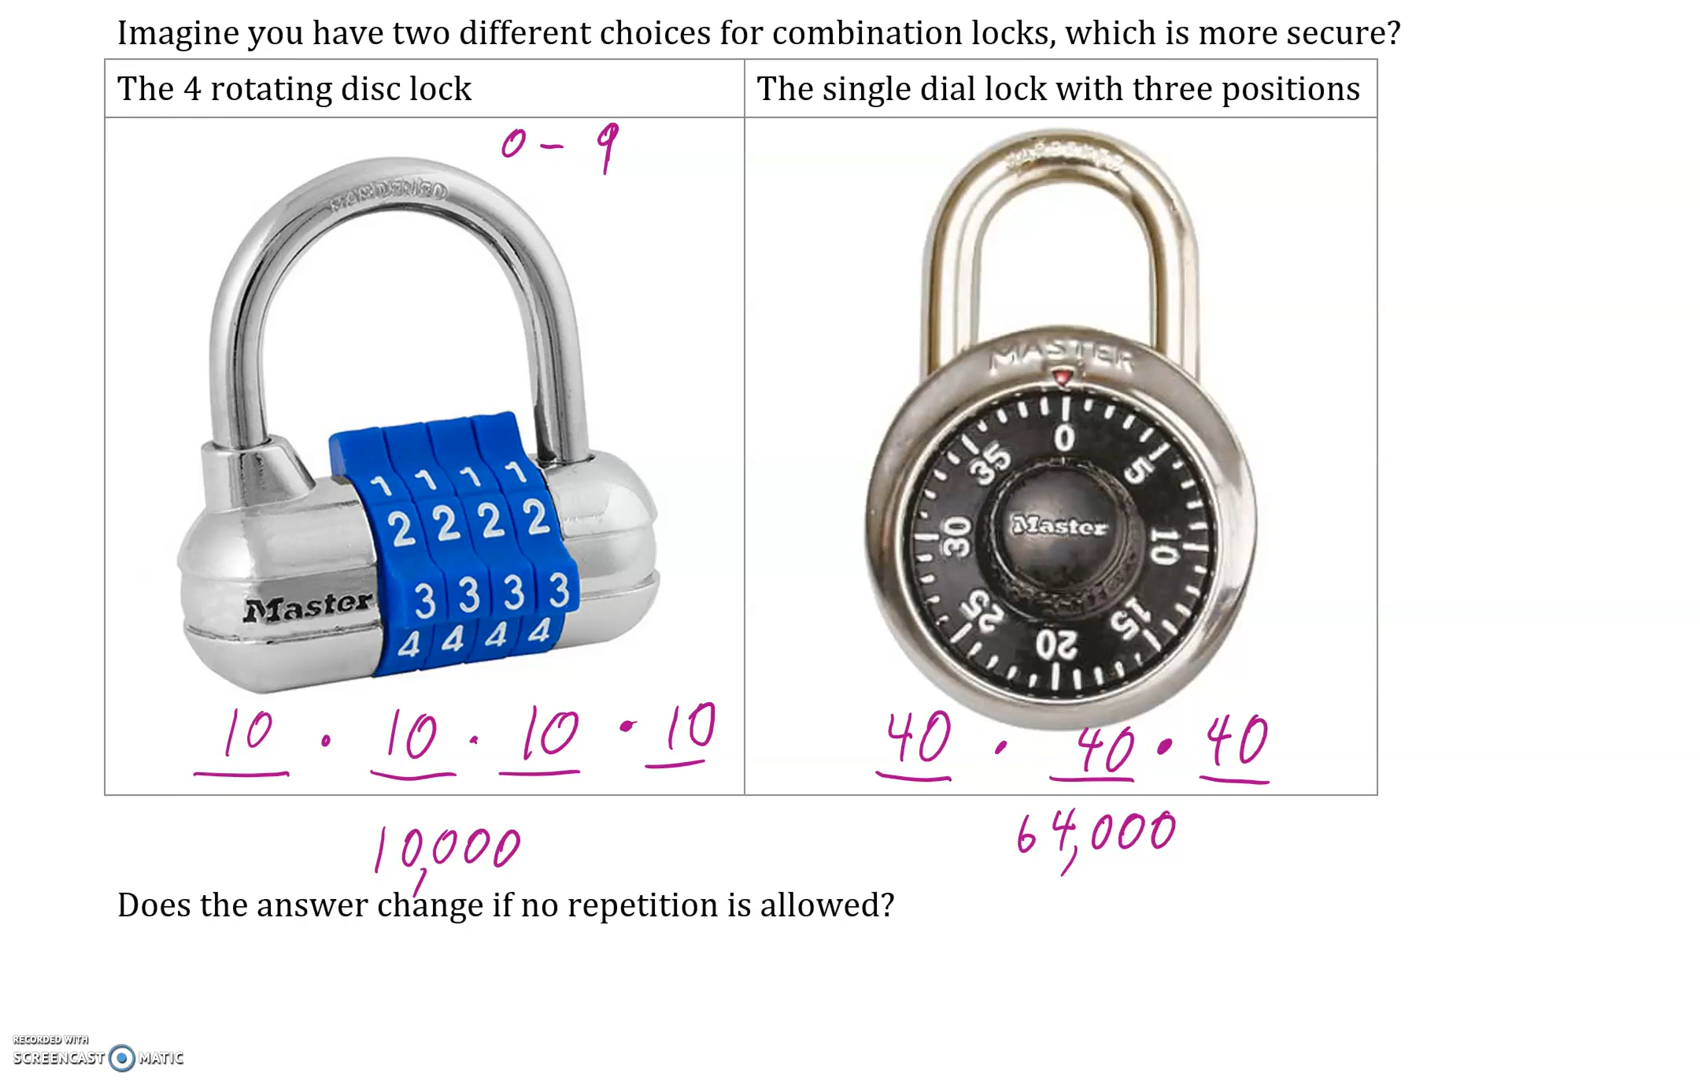 Imagine you have two different choices for combination locks, which is more secure?
The 4 rotating disc lock
The single dial lock with three positions
0 - 9
1 1 1 1
2 2 2 2
Master
3 3 3 3
4 4 4 4
10 . 10 . 10 . 10
MASTER
0
5
10
15
20
25
30
35
Master
40 . 40 . 40
10,000
64,000
Does the answer change if no repetition is allowed?
RECORDED WITH
SCREENCAST MATIC